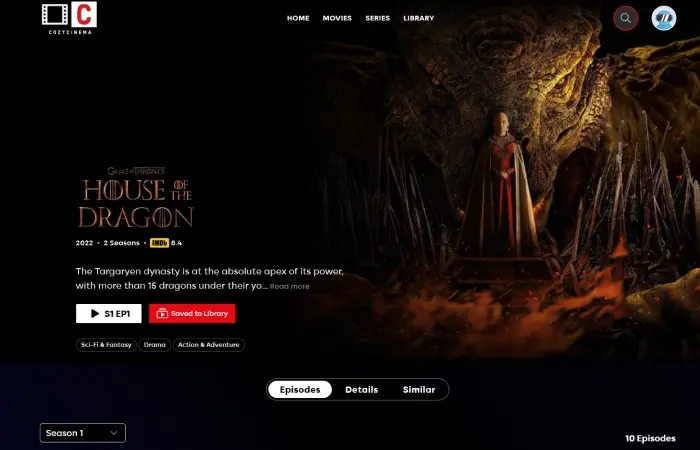 C
COZYCINEMA
HOME MOVIES SERIES LIBRARY
GAME OF THRONES
HOUSE OF THE
DRAGON
2022 • 2 Seasons • IMDb 8.4
The Targaryen dynasty is at the absolute apex of its power,
with more than 15 dragons under their yo... Read more
S1 EP1 Saved to Library
Sci-Fi & Fantasy Drama Action & Adventure
Episodes Details Similar
Season 1 10 Episodes